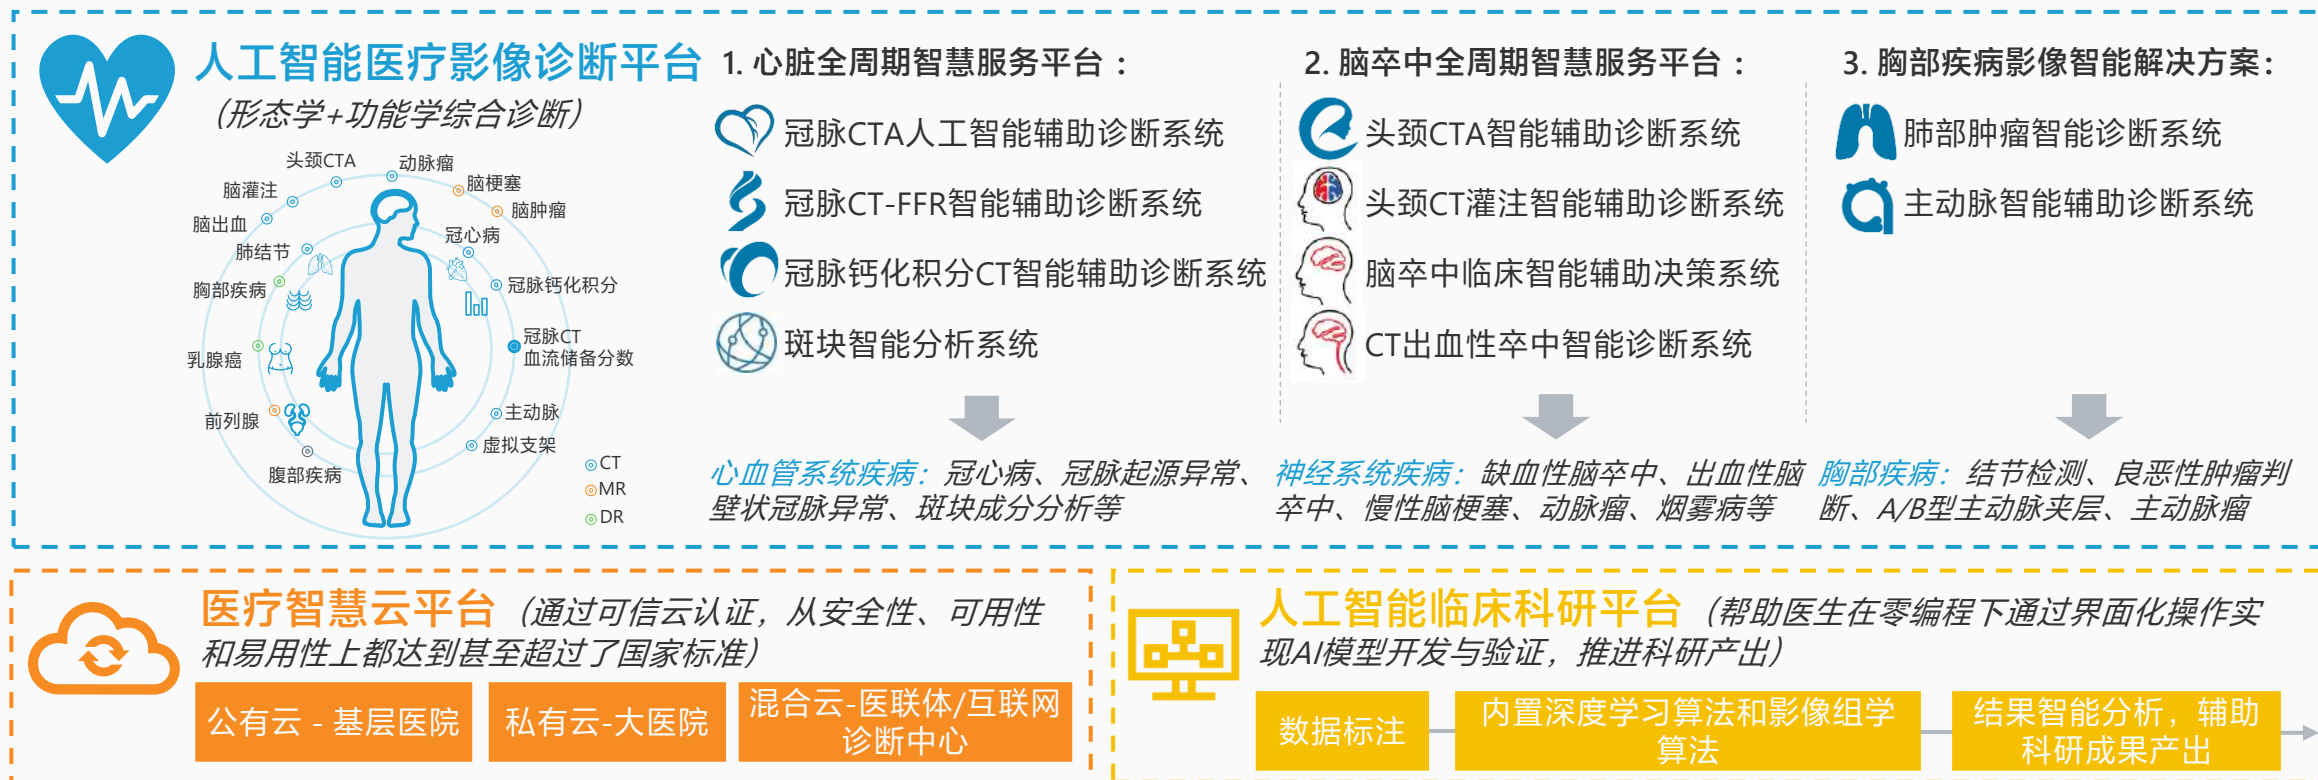 人工智能医疗影像诊断平台
（形态学+功能学综合诊断）
头颈CTA
动脉瘤
脑灌注
脑梗塞
脑出血
脑肿瘤
肺结节
冠心病
胸部疾病
冠脉钙化积分
冠脉CT
血流储备分数
乳腺癌
前列腺
主动脉
虚拟支架
腹部疾病
CT
MR
DR
1. 心脏全周期智慧服务平台：
冠脉CTA人工智能辅助诊断系统
冠脉CT-FFR智能辅助诊断系统
冠脉钙化积分CT智能辅助诊断系统
斑块智能分析系统
心血管系统疾病：冠心病、冠脉起源异常、
壁状冠脉异常、斑块成分分析等
2. 脑卒中全周期智慧服务平台：
头颈CTA智能辅助诊断系统
头颈CT灌注智能辅助诊断系统
脑卒中临床智能辅助决策系统
CT出血性卒中智能诊断系统
神经系统疾病：缺血性脑卒中、出血性脑
卒中、慢性脑梗塞、动脉瘤、烟雾病等
3. 胸部疾病影像智能解决方案：
肺部肿瘤智能诊断系统
主动脉智能辅助诊断系统
胸部疾病：结节检测、良恶性肿瘤判
断、A/B型主动脉夹层、主动脉瘤
医疗智慧云平台（通过可信云认证，从安全性、可用性
和易用性上都达到甚至超过了国家标准）
公有云 - 基层医院
私有云-大医院
混合云-医联体/互联网
诊断中心
人工智能临床科研平台（帮助医生在零编程下通过界面化操作实
现AI模型开发与验证，推进科研产出）
数据标注
内置深度学习算法和影像组学
算法
结果智能分析，辅助
科研成果产出